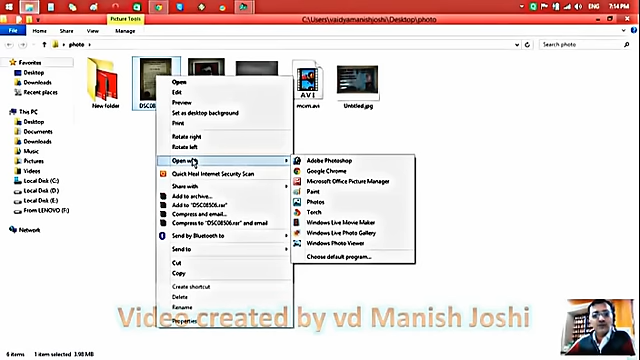 Picture Tools
C:\Users\vaidyamanishjoshi\Desktop\photo
7:14 PM
File
Home
Share
View
Manage
photo
Search photo
Favorites
Desktop
Downloads
Recent places
This PC
Desktop
Documents
Downloads
Music
Pictures
Videos
Local Disk (C:)
Local Disk (D:)
Local Disk (E:)
From LENOVO (F:)
Network
New folder
DSC08
AVI
mcm.avi
Untitled.jpg
Open
Edit
Preview
Set as desktop background
Print
Rotate right
Rotate left
Open with
Quick Heal Internet Security Scan
Share with
Add to archive...
Add to "DSC08506.rar"
Compress and email...
Compress to "DSC08506.rar" and email
Send by Bluetooth to
Send to
Cut
Copy
Create shortcut
Delete
Rename
Properties
Adobe Photoshop
Google Chrome
Microsoft Office Picture Manager
Paint
Photos
Torch
Windows Live Movie Maker
Windows Live Photo Gallery
Windows Photo Viewer
Choose default program...
Video created by vd Manish Joshi
6 items
1 item selected 3.98 MB